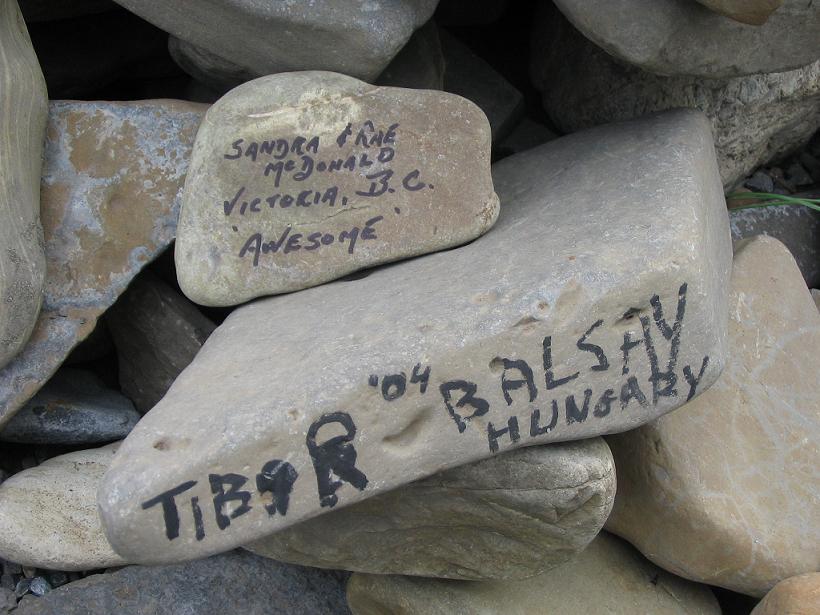 SANDRA & RAE
McDONALD
VICTORIA, B.C.
'AWESOME'
TIBOR '04 BALSAY
HUNGARY